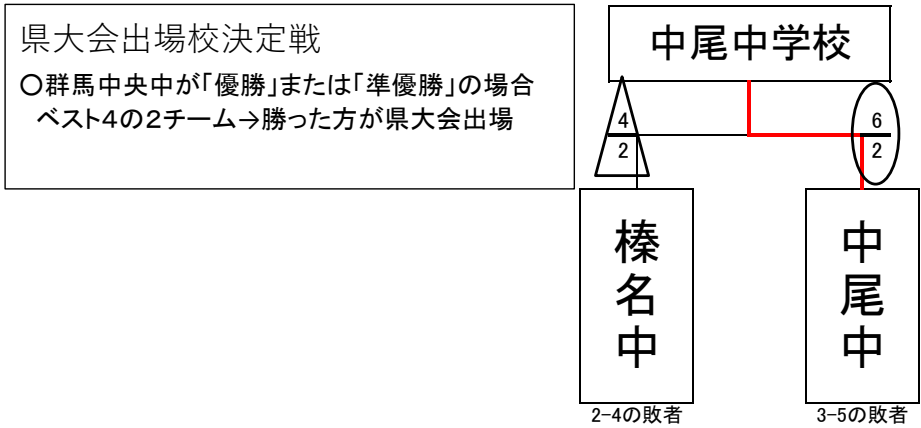 県大会出場校決定戦
○群馬中央中が「優勝」または「準優勝」の場合
ベスト4の2チーム→勝った方が県大会出場
中尾中学校
4
2
6
2
榛名中
中尾中
2-4の敗者
3-5の敗者